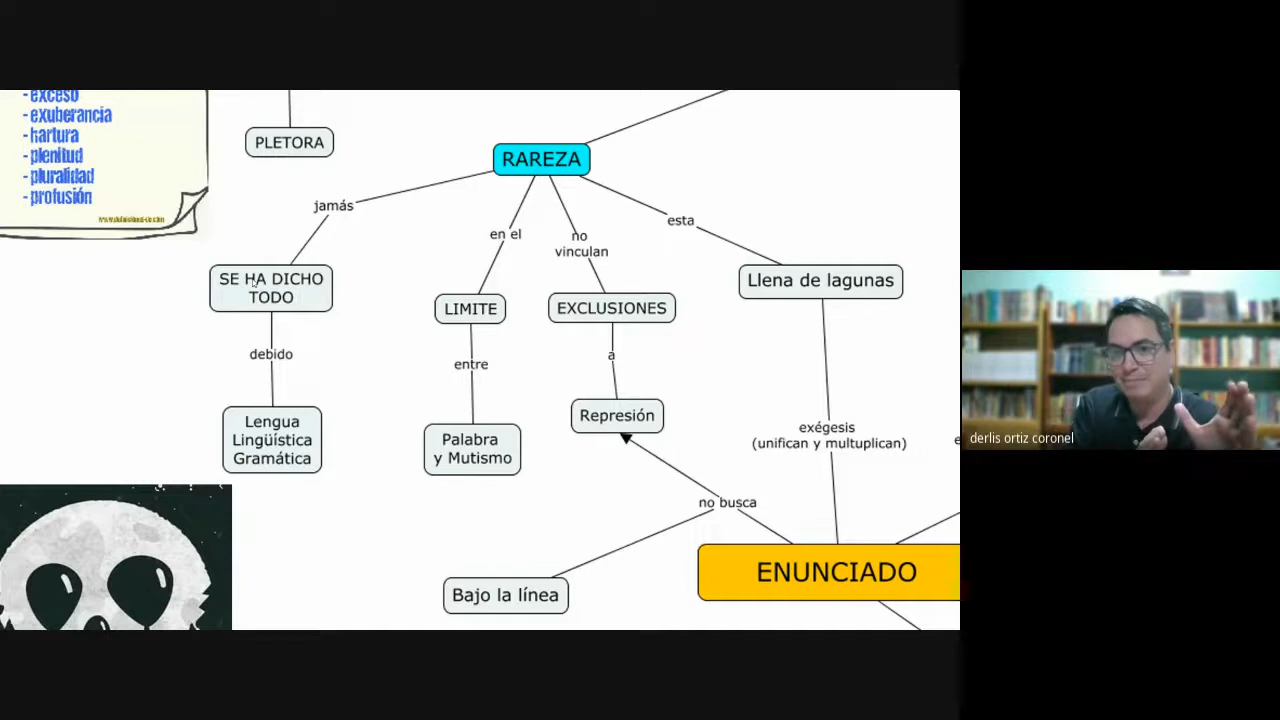 -exceso
-exuberancia
-hartura
-plenitud
-pluralidad
-profusión
PLETORA
RAREZA
jamás
en el
no
vinculan
esta
SE HA DICHO
TODO
LIMITE
EXCLUSIONES
Llena de lagunas
debido
entre
a
Lengua
Lingüística
Gramática
Palabra
y Mutismo
Represión
exégesis
(unifican y multuplican)
no busca
Bajo la línea
ENUNCIADO
derlis ortiz coronel